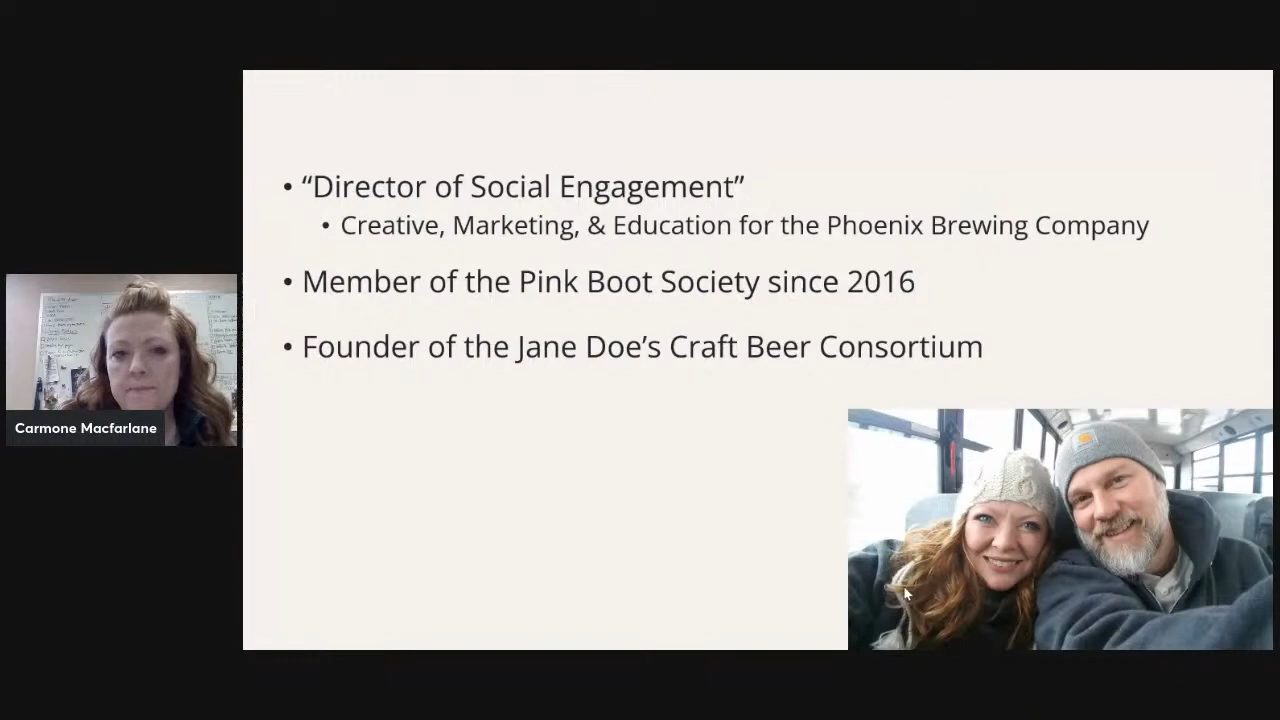 • “Director of Social Engagement”
• Creative, Marketing, & Education for the Phoenix Brewing Company
• Member of the Pink Boot Society since 2016
• Founder of the Jane Doe’s Craft Beer Consortium
Carmone Macfarlane